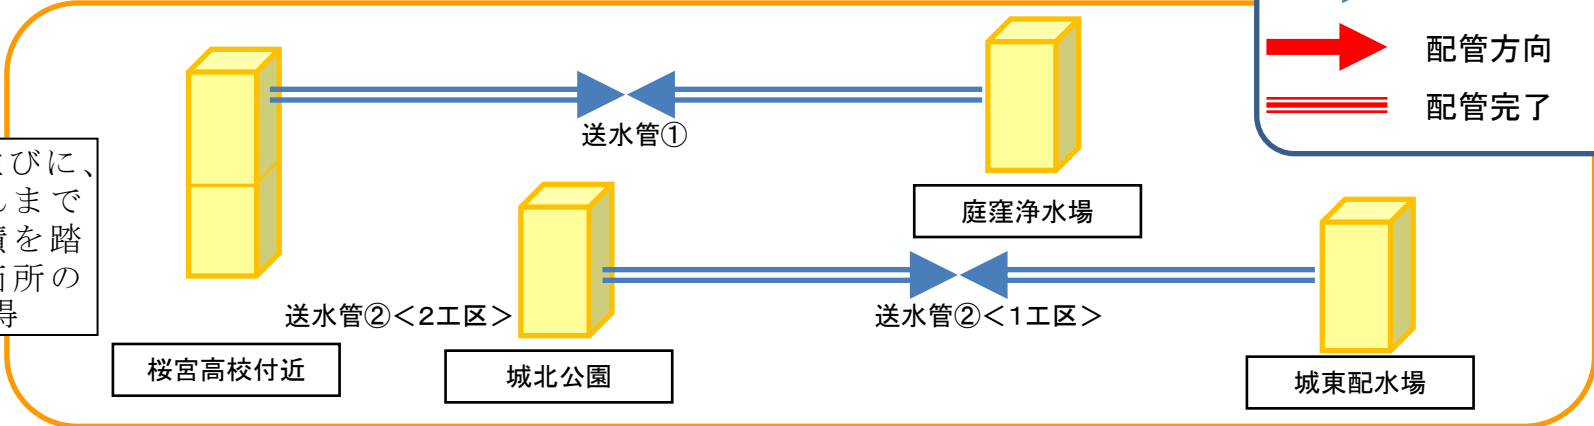 配管方向
配管完了
送水管①
びに、
まで
を踏
所の
得
庭窪浄水場
送水管②＜2工区＞
送水管②＜1工区＞
桜宮高校付近
城北公園
城東配水場